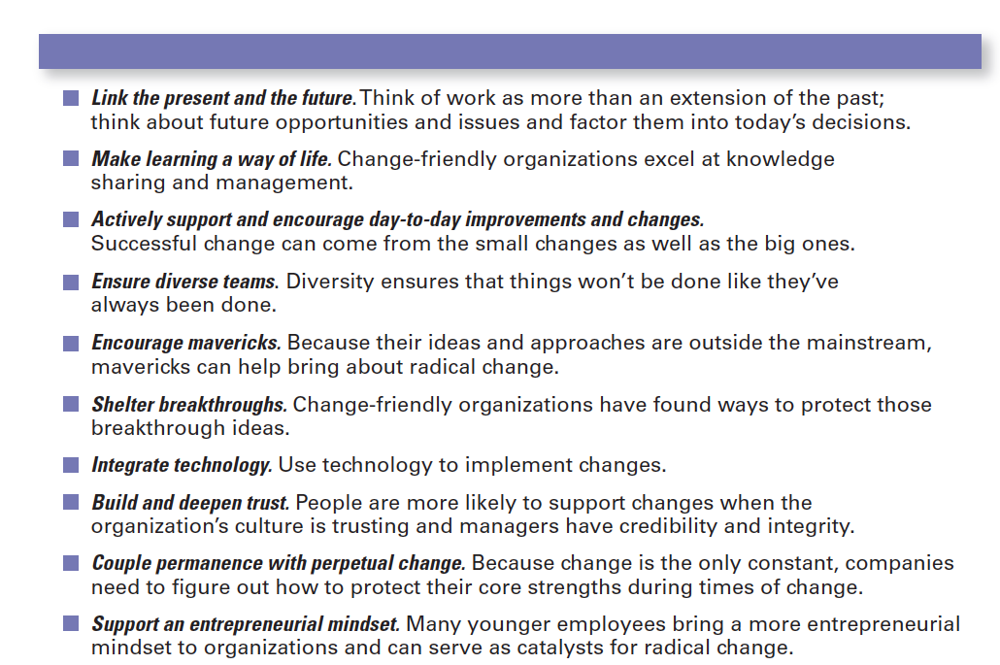 Link the present and the future. Think of work as more than an extension of the past;
think about future opportunities and issues and factor them into today’s decisions.
Make learning a way of life. Change-friendly organizations excel at knowledge
sharing and management.
Actively support and encourage day-to-day improvements and changes.
Successful change can come from the small changes as well as the big ones.
Ensure diverse teams. Diversity ensures that things won’t be done like they’ve
always been done.
Encourage mavericks. Because their ideas and approaches are outside the mainstream,
mavericks can help bring about radical change.
Shelter breakthroughs. Change-friendly organizations have found ways to protect those
breakthrough ideas.
Integrate technology. Use technology to implement changes.
Build and deepen trust. People are more likely to support changes when the
organization’s culture is trusting and managers have credibility and integrity.
Couple permanence with perpetual change. Because change is the only constant, companies
need to figure out how to protect their core strengths during times of change.
Support an entrepreneurial mindset. Many younger employees bring a more entrepreneurial
mindset to organizations and can serve as catalysts for radical change.